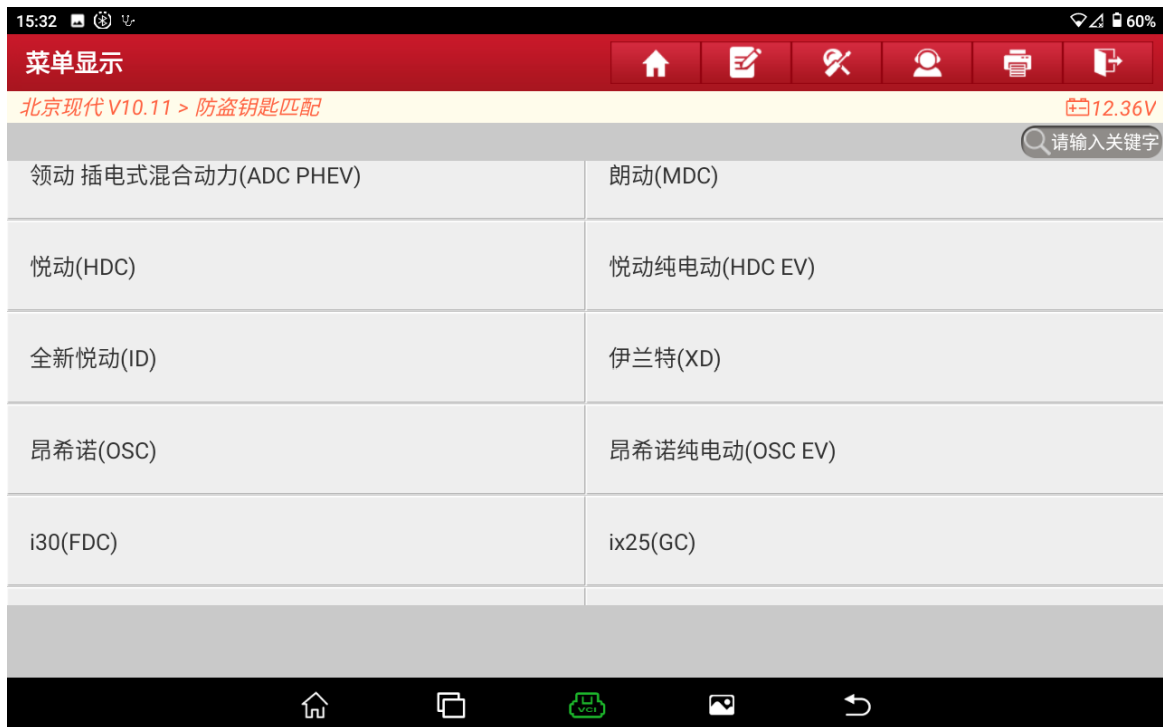 15:32 60%
菜单显示
北京现代 V10.11 > 防盗钥匙匹配 12.36V
请输入关键字
领动 插电式混合动力(ADC PHEV) 朗动(MDC)
悦动(HDC) 悦动纯电动(HDC EV)
全新悦动(ID) 伊兰特(XD)
昂希诺(OSC) 昂希诺纯电动(OSC EV)
i30(FDC) ix25(GC)
VCI